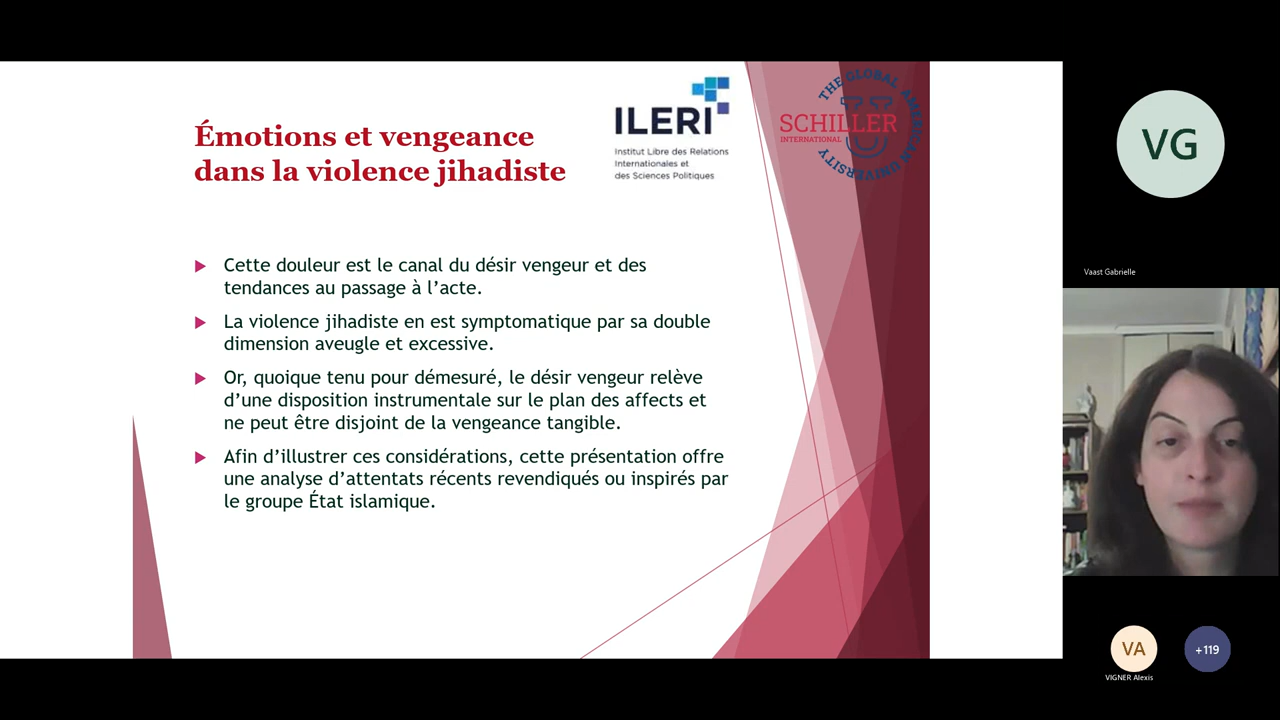 Émotions et vengeance
dans la violence jihadiste
ILERI
Institut Libre des Relations
Internationales et
des Sciences Politiques
THE GLOBAL AMERICAN UNIVERSITY
SCHILLER
INTERNATIONAL
U
Cette douleur est le canal du désir vengeur et des
tendances au passage à l’acte.
La violence jihadiste en est symptomatique par sa double
dimension aveugle et excessive.
Or, quoique tenu pour démesuré, le désir vengeur relève
d’une disposition instrumentale sur le plan des affects et
ne peut être disjoint de la vengeance tangible.
Afin d’illustrer ces considérations, cette présentation offre
une analyse d’attentats récents revendiqués ou inspirés par
le groupe État islamique.
VG
Vaast Gabrielle
VA
+119
VIGNER Alexis